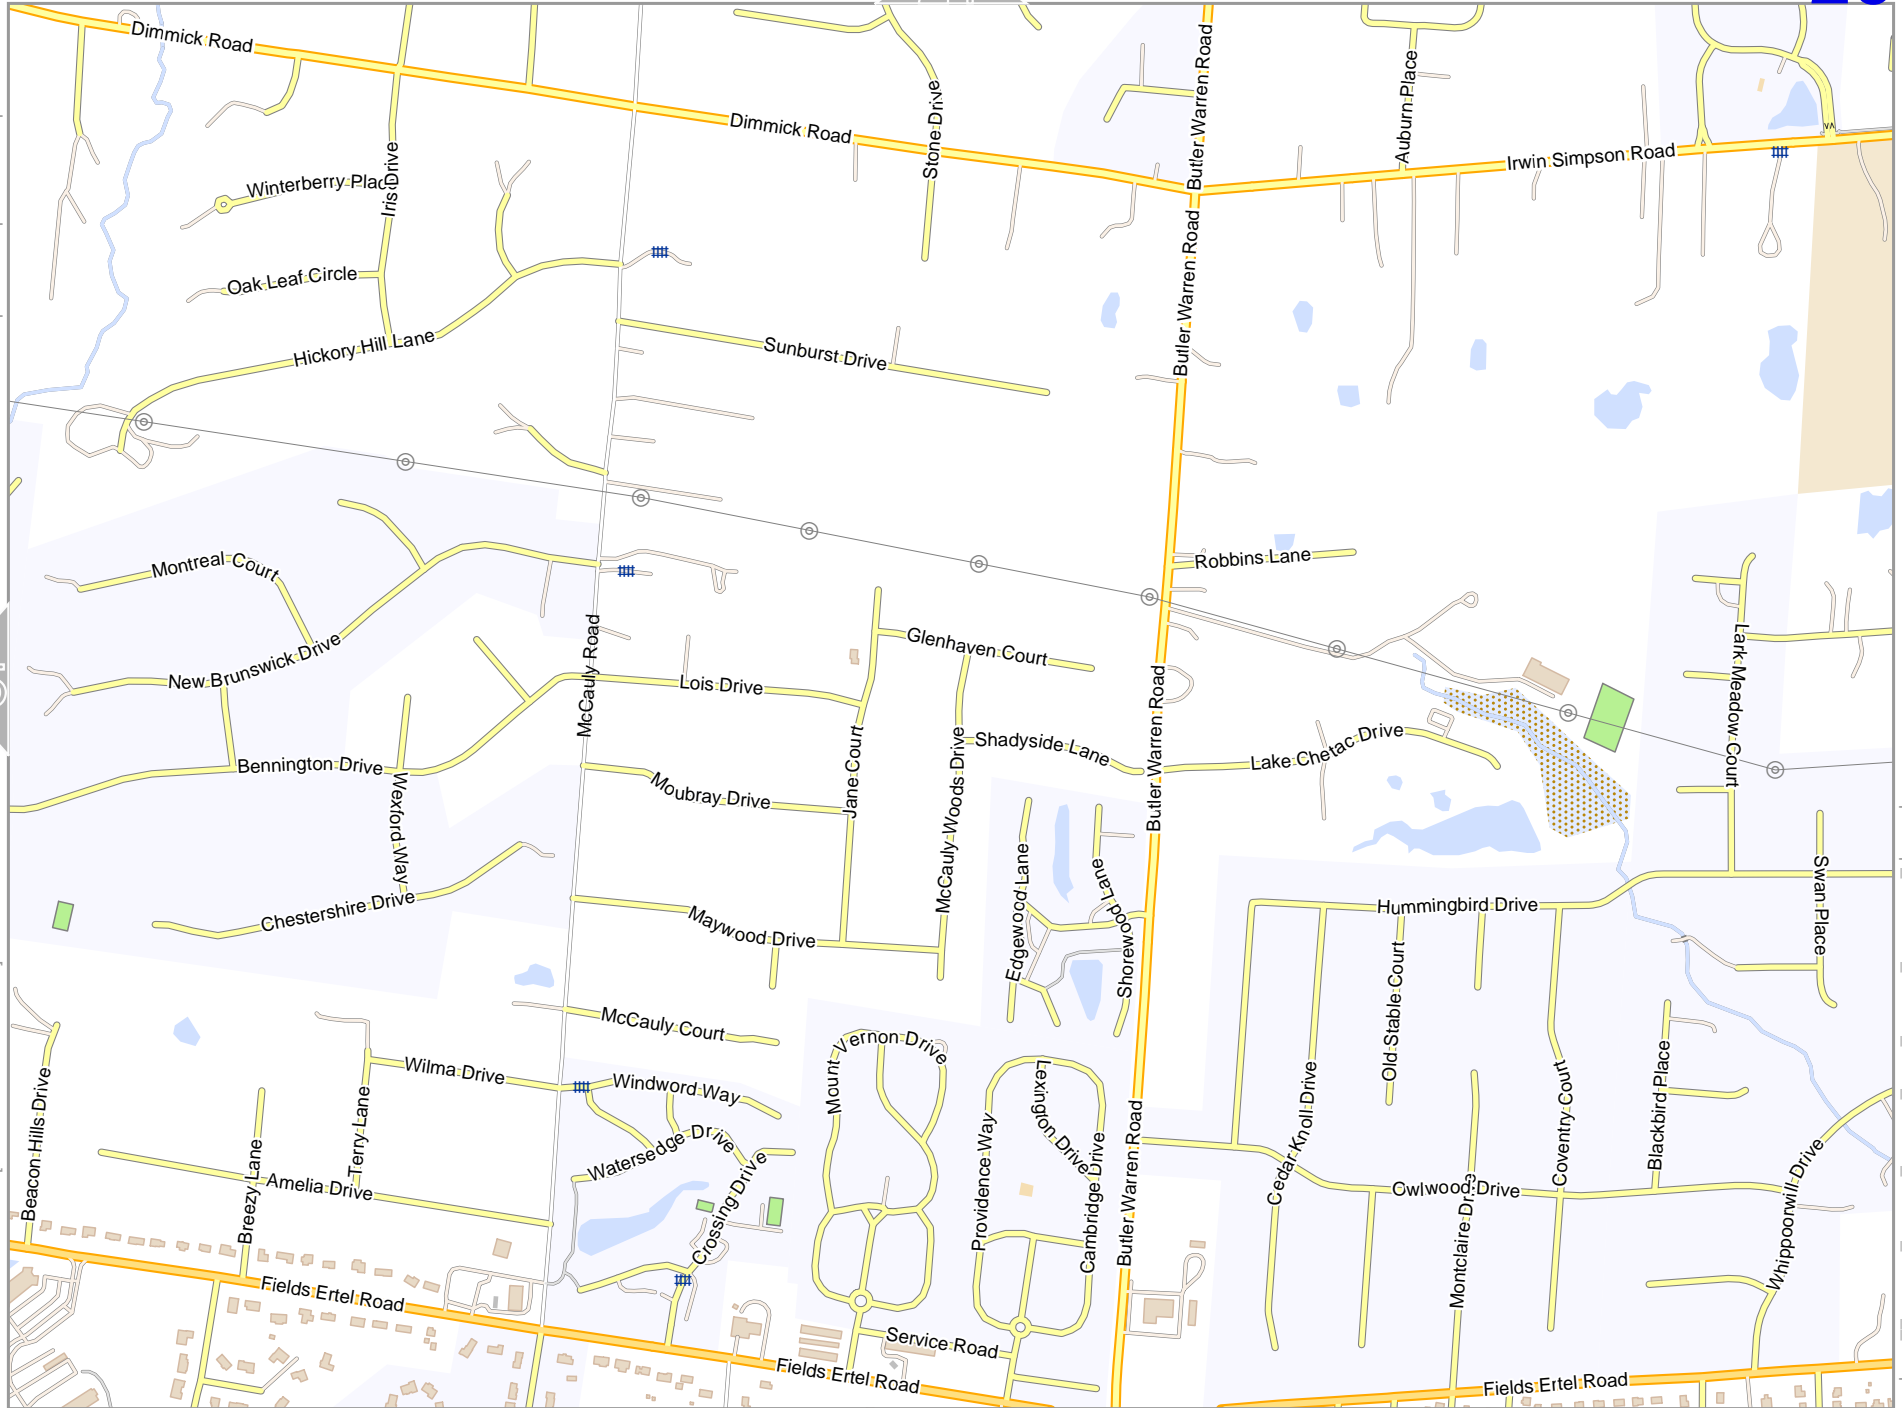 Dimmick Road
Butler Warren Road
Auburn Place
Stone Drive
Dimmick Road
Irwin Simpson Road
Iris Drive
Winterberry Plac
Oak Leaf Circle
Butler Warren Road
Hickory Hill Lane
Sunburst Drive
Montreal Court
Robbins Lane
New Brunswick Drive
McCauly Road
Glenhaven Court
Lark Meadow Court
Lois Drive
Butler Warren Road
Jane Court
McCauly Woods Drive
Shadyside Lane
Lake Chetac Drive
Bennington Drive
Wexford Way
Moubray Drive
Edgewood Lane
Shorewood Lane
Swan Place
Chestershire Drive
Maywood Drive
Hummingbird Drive
Old Stable Court
McCauly Court
Mount Vernon Drive
Wilma Drive
Windword Way
Lexington Drive
Cedar Knoll Drive
Coventry Court
Blackbird Place
Beacon Hills Drive
Terry Lane
Breezy Lane
Watersedge Drive
Providence Way
Cambridge Drive
Butler Warren Road
Amelia Drive
Crossing Drive
Owlwood Drive
Montclaire Drive
Whippoorwill Drive
Fields Ertel Road
Service Road
Fields Ertel Road
Fields Ertel Road